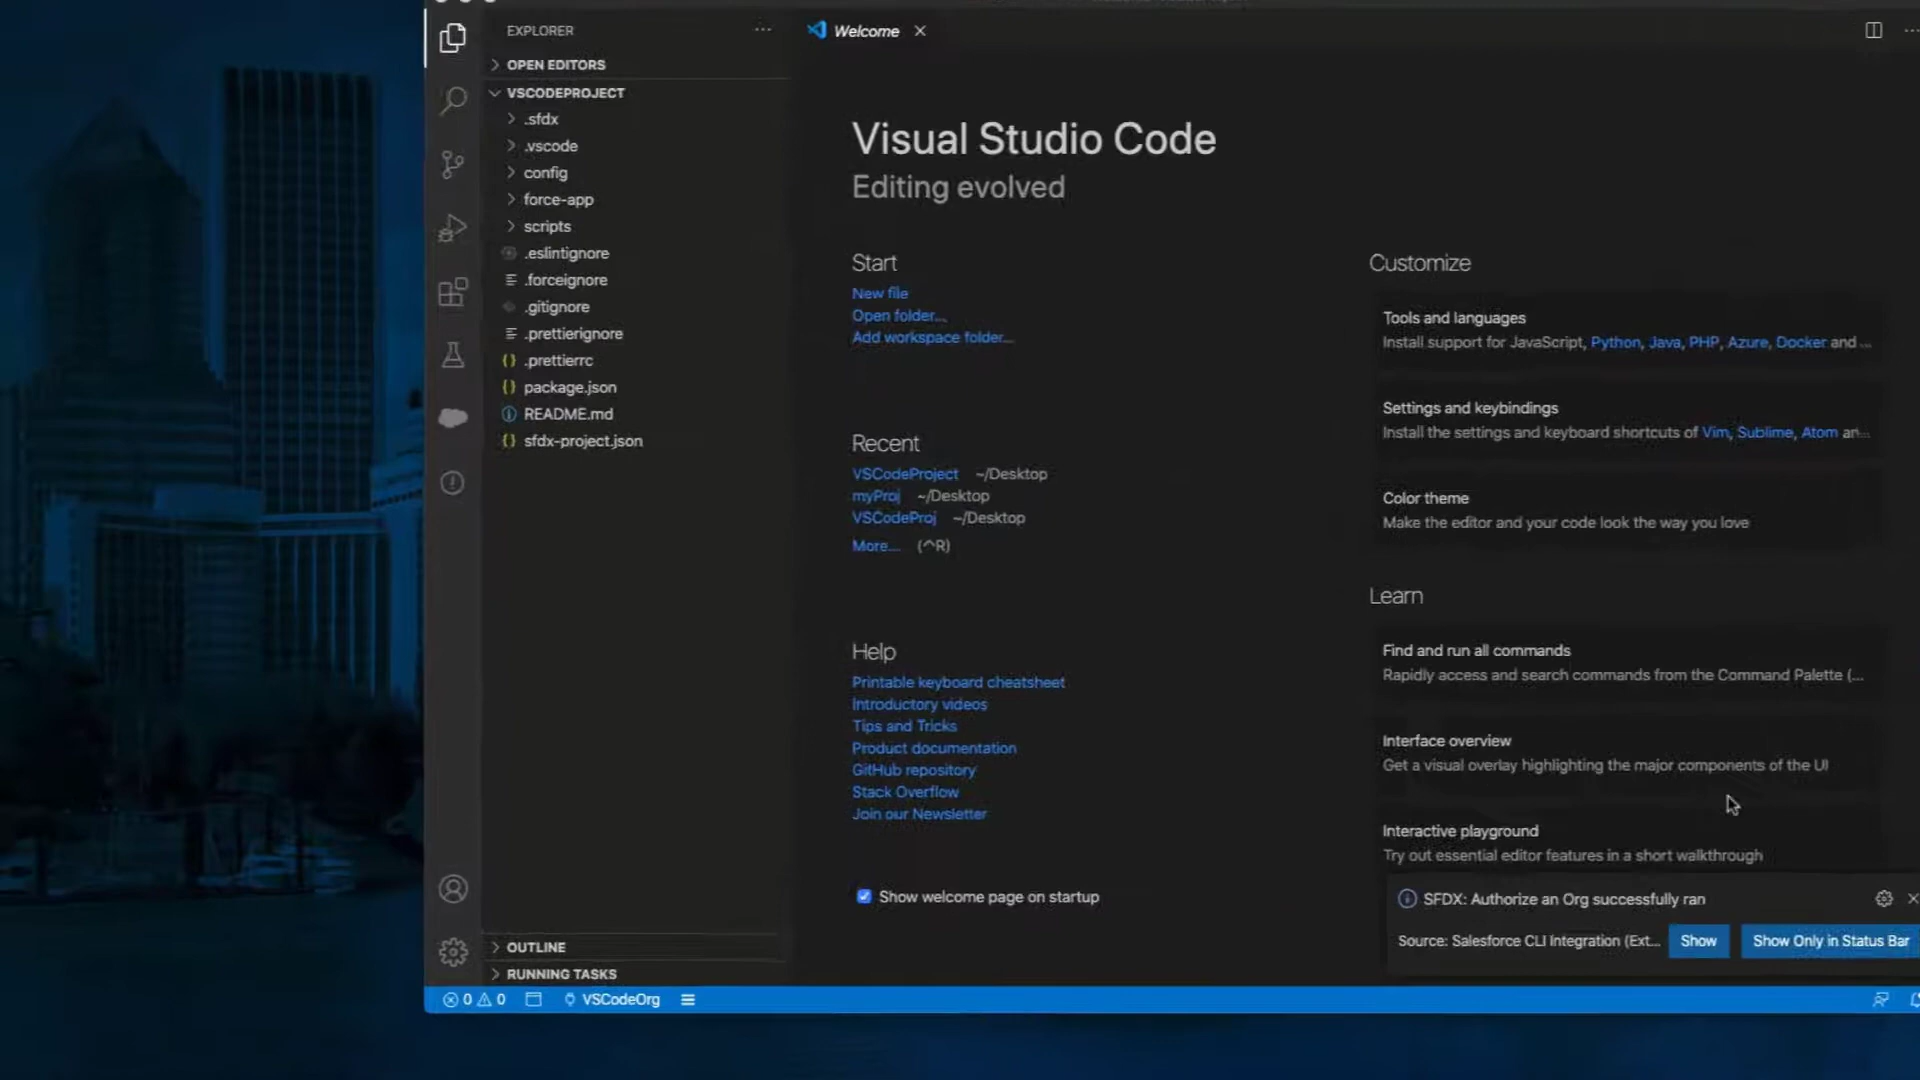 EXPLORER
OPEN EDITORS
VSCODEPROJECT
.sfdx
.vscode
config
force-app
scripts
.eslintignore
.forceignore
.gitignore
.prettierignore
.prettierrc
package.json
README.md
sfdx-project.json
OUTLINE
RUNNING TASKS
Welcome
Visual Studio Code
Editing evolved
Start
New file
Open folder...
Add workspace folder...
Recent
VSCodeProject ~/Desktop
myProj ~/Desktop
VSCodeProj ~/Desktop
More... (^R)
Help
Printable keyboard cheatsheet
Introductory videos
Tips and Tricks
Product documentation
GitHub repository
Stack Overflow
Join our Newsletter
Show welcome page on startup
Customize
Tools and languages
Install support for JavaScript, Python, Java, PHP, Azure, Docker and ...
Settings and keybindings
Install the settings and keyboard shortcuts of Vim, Sublime, Atom an...
Color theme
Make the editor and your code look the way you love
Learn
Find and run all commands
Rapidly access and search commands from the Command Palette (...
Interface overview
Get a visual overlay highlighting the major components of the UI
Interactive playground
Try out essential editor features in a short walkthrough
SFDX: Authorize an Org successfully ran
Source: Salesforce CLI Integration (Ext...
Show
Show Only in Status Bar
0 0 VSCodeOrg